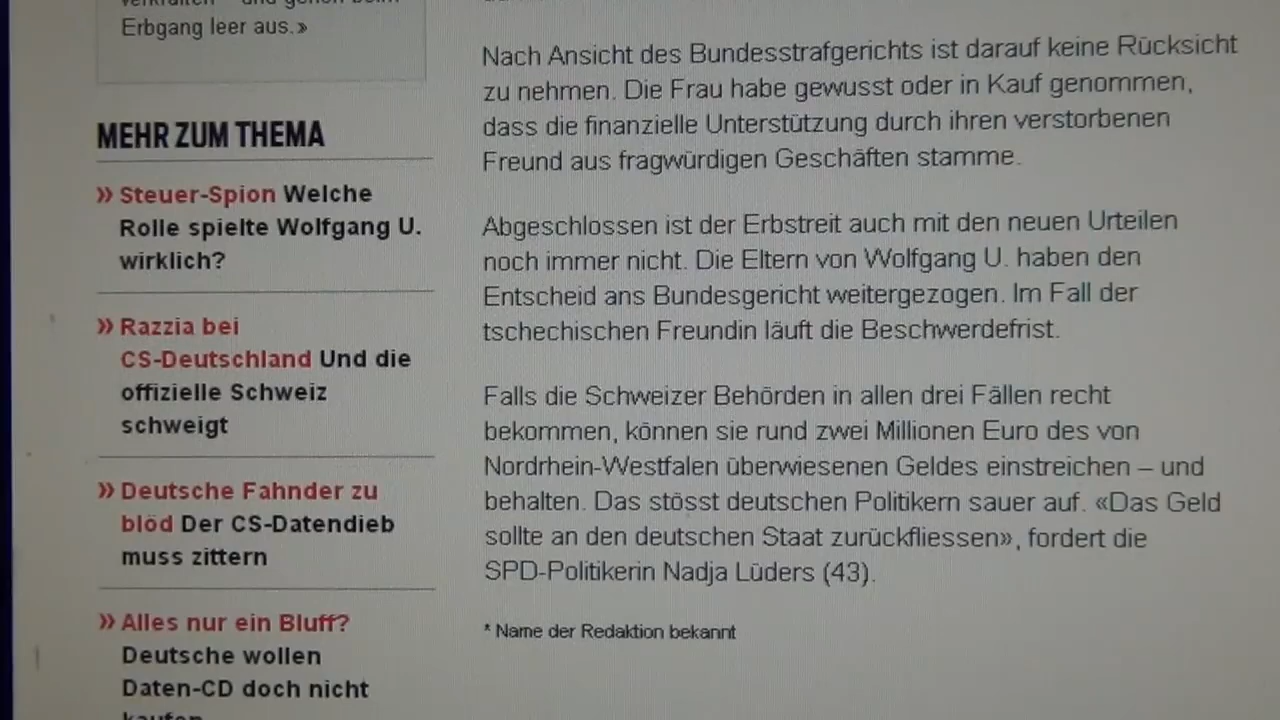 Erbgang leer aus.»
MEHR ZUM THEMA
» Steuer-Spion Welche
Rolle spielte Wolfgang U.
wirklich?
» Razzia bei
CS-Deutschland Und die
offizielle Schweiz
schweigt
» Deutsche Fahnder zu
blöd Der CS-Datendieb
muss zittern
» Alles nur ein Bluff?
Deutsche wollen
Daten-CD doch nicht
Nach Ansicht des Bundesstrafgerichts ist darauf keine Rücksicht
zu nehmen. Die Frau habe gewusst oder in Kauf genommen,
dass die finanzielle Unterstützung durch ihren verstorbenen
Freund aus fragwürdigen Geschäften stamme.
Abgeschlossen ist der Erbstreit auch mit den neuen Urteilen
noch immer nicht. Die Eltern von Wolfgang U. haben den
Entscheid ans Bundesgericht weitergezogen. Im Fall der
tschechischen Freundin läuft die Beschwerdefrist.
Falls die Schweizer Behörden in allen drei Fällen recht
bekommen, können sie rund zwei Millionen Euro des von
Nordrhein-Westfalen überwiesenen Geldes einstreichen – und
behalten. Das stösst deutschen Politikern sauer auf. «Das Geld
sollte an den deutschen Staat zurückfliessen», fordert die
SPD-Politikerin Nadja Lüders (43).
* Name der Redaktion bekannt